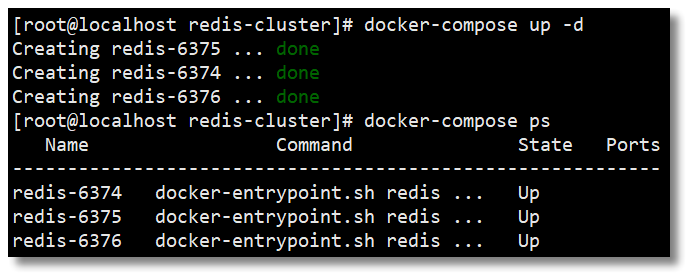 [root@localhost redis-cluster]# docker-compose up -d
Creating redis-6375 ... done
Creating redis-6374 ... done
Creating redis-6376 ... done
[root@localhost redis-cluster]# docker-compose ps
   Name                 Command              State   Ports
-----------------------------------------------------------
redis-6374   docker-entrypoint.sh redis ...   Up
redis-6375   docker-entrypoint.sh redis ...   Up
redis-6376   docker-entrypoint.sh redis ...   Up